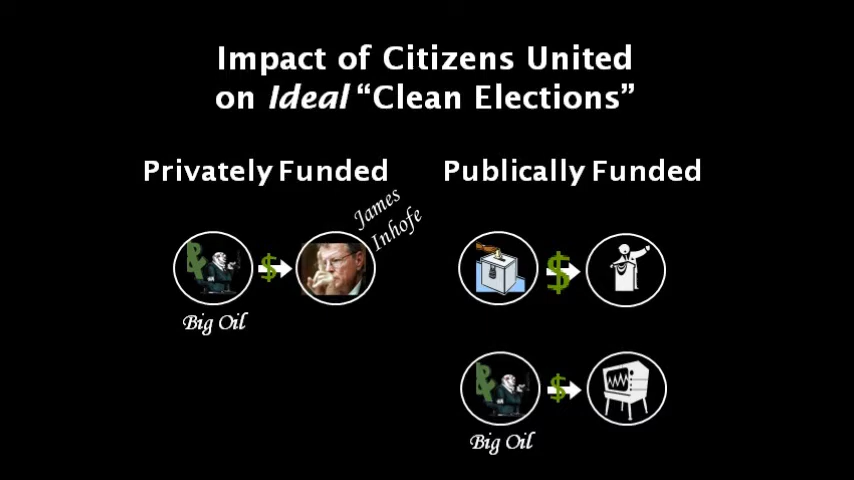 Impact of Citizens United
on Ideal “Clean Elections”
Privately Funded
Publically Funded
James
Inhofe
$
$
Big Oil
$
Big Oil